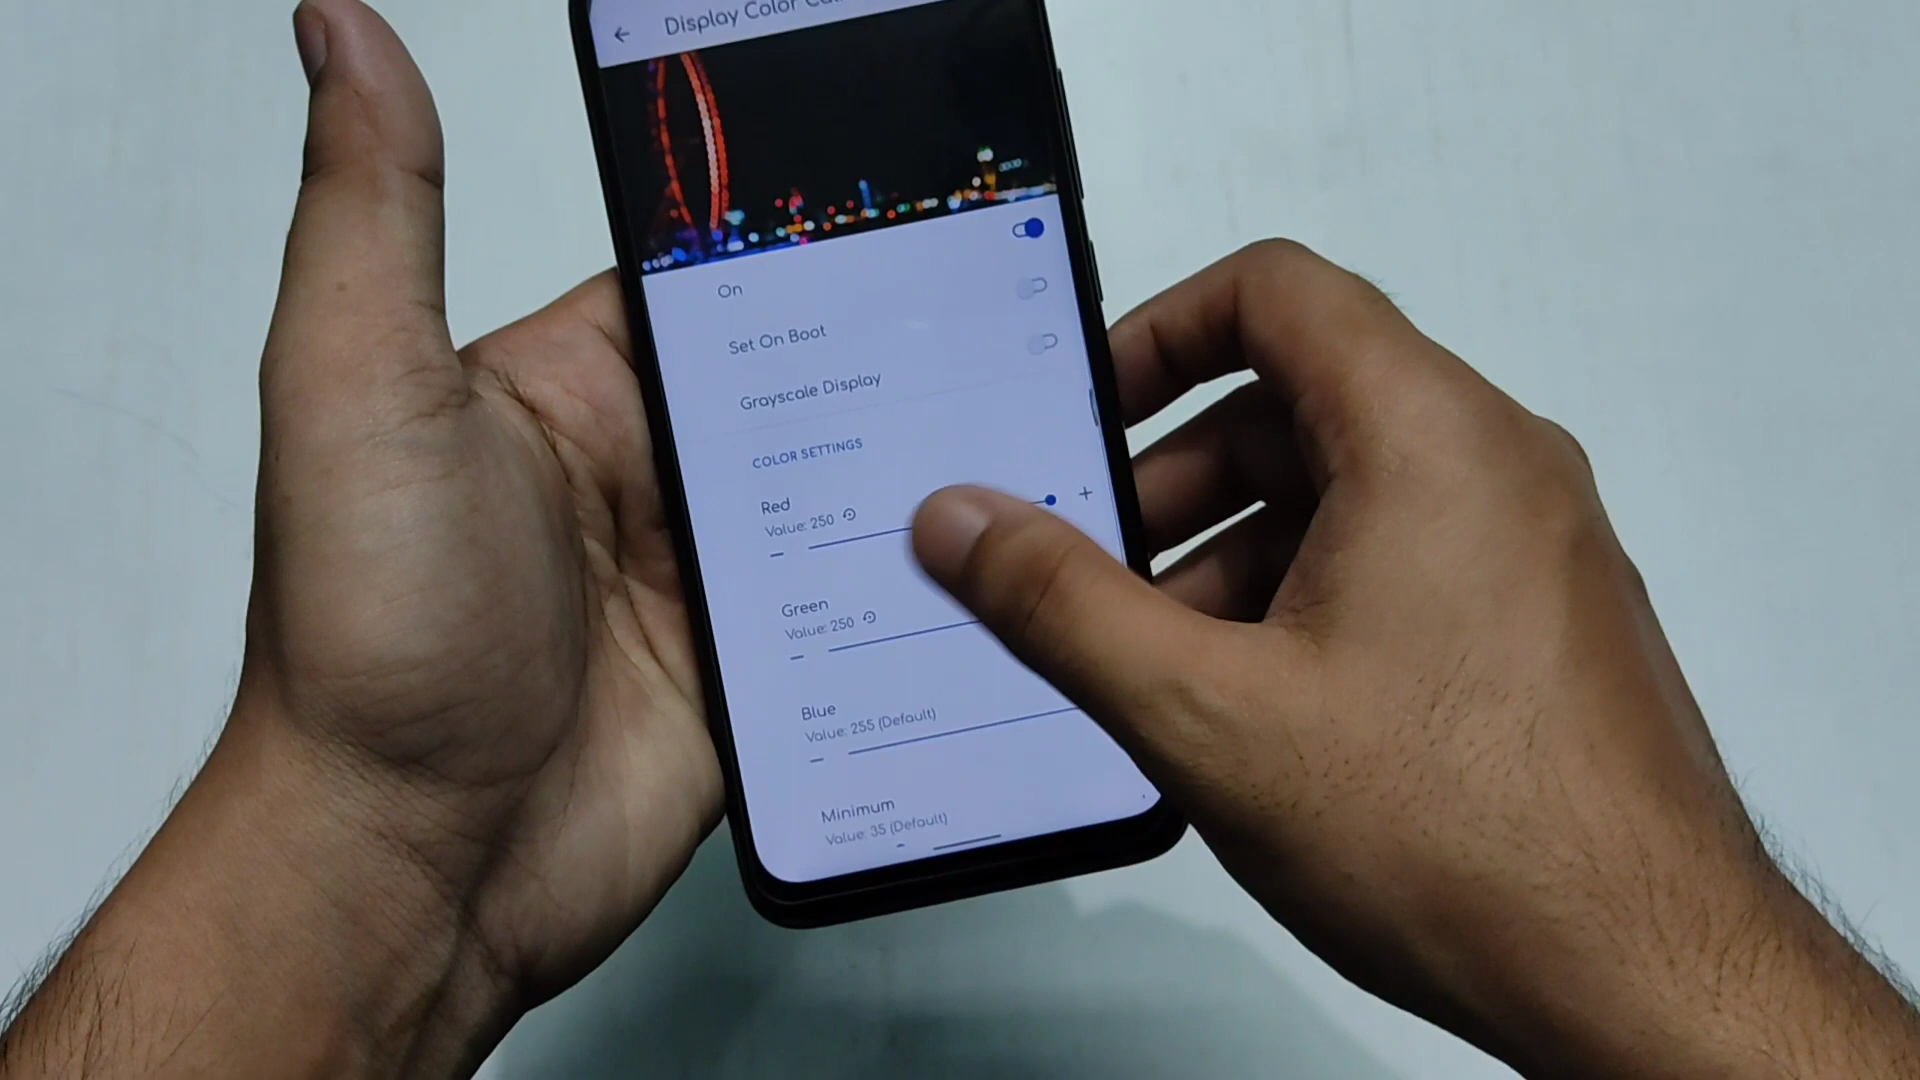 Display Color
On
Set On Boot
Grayscale Display
COLOR SETTINGS
Red
Value: 250
Green
Value: 250
Blue
Value: 255 (Default)
Minimum
Value: 35 (Default)